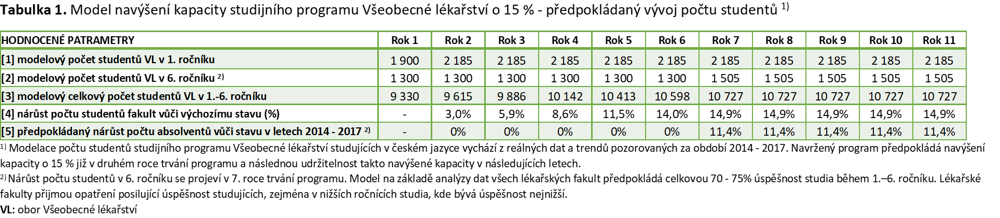 Tabulka 1. Model navýšení kapacity studijního programu Všeobecné lékařství o 15 % - předpokládaný vývoj počtu studentů 1)
HODNOCENÉ PATRAMETRY Rok 1 Rok 2 Rok 3 Rok 4 Rok 5 Rok 6 Rok 7 Rok 8 Rok 9 Rok 10 Rok 11
[1] modelový počet studentů VL v 1. ročníku 1 900 2 185 2 185 2 185 2 185 2 185 2 185 2 185 2 185 2 185 2 185
[2] modelový počet studentů VL v 6. ročníku 2) 1 300 1 300 1 300 1 300 1 300 1 300 1 505 1 505 1 505 1 505 1 505
[3] modelový celkový počet studentů VL v 1.-6. ročníku 9 330 9 615 9 886 10 142 10 413 10 598 10 727 10 727 10 727 10 727 10 727
[4] nárůst počtu studentů fakult vůči výchozímu stavu (%) - 3,0% 5,9% 8,6% 11,5% 14,0% 14,9% 14,9% 14,9% 14,9% 14,9%
[5] předpokládaný nárůst počtu absolventů vůči stavu v letech 2014 - 2017 2) - 0% 0% 0% 0% 0% 11,4% 11,4% 11,4% 11,4% 11,4%
1) Modelace počtu studentů studijního programu Všeobecné lékařství studujících v českém jazyce vychází z reálných dat a trendů pozorovaných za období 2014 - 2017. Navržený program předpokládá navýšení
kapacity o 15 % již v druhém roce trvání programu a následnou udržitelnost takto navýšené kapacity v následujících letech.
2) Nárůst počtu studentů v 6. ročníku se projeví v 7. roce trvání programu. Model na základě analýzy dat všech lékařských fakult předpokládá celkovou 70 - 75% úspěšnost studia během 1.–6. ročníku. Lékařské
fakulty přijmou opatření posilující úspěšnost studujících, zejména v nižších ročnících studia, kde bývá úspěšnost nejnižší.
VL: obor Všeobecné lékařství